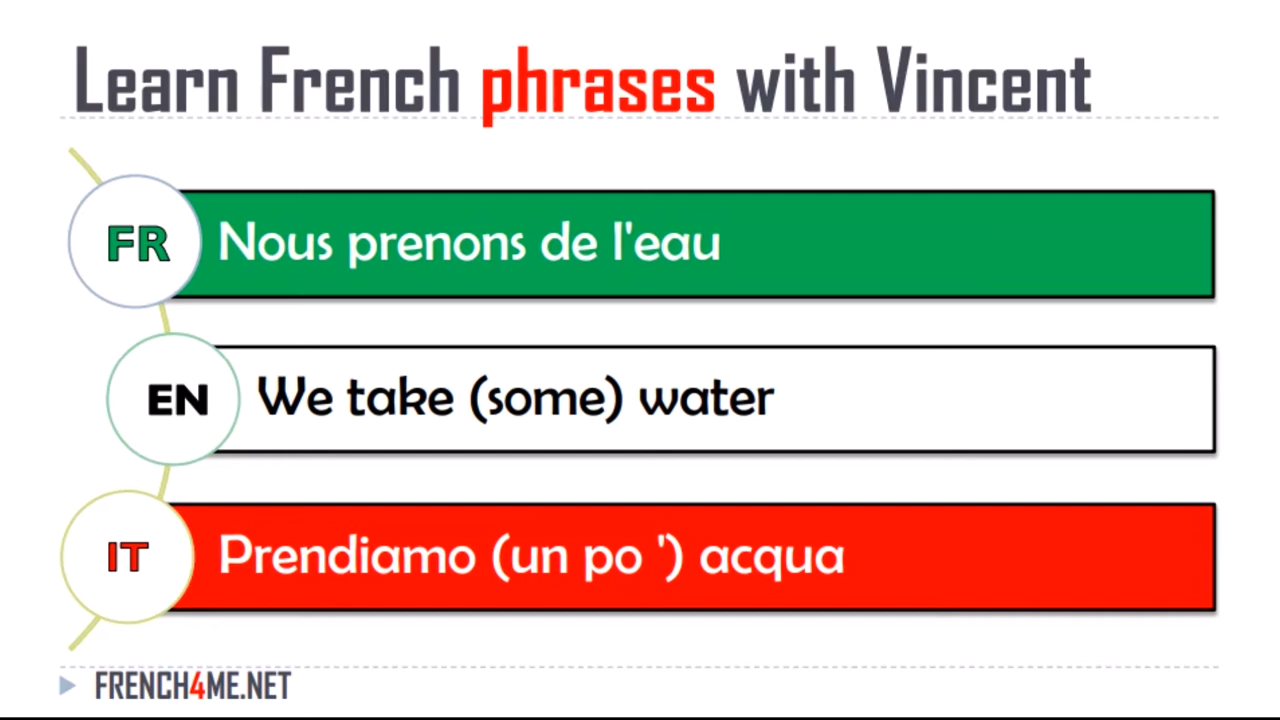 Learn French phrases with Vincent
FR Nous prenons de l'eau
EN We take (some) water
IT Prendiamo (un po ') acqua
FRENCH4ME.NET